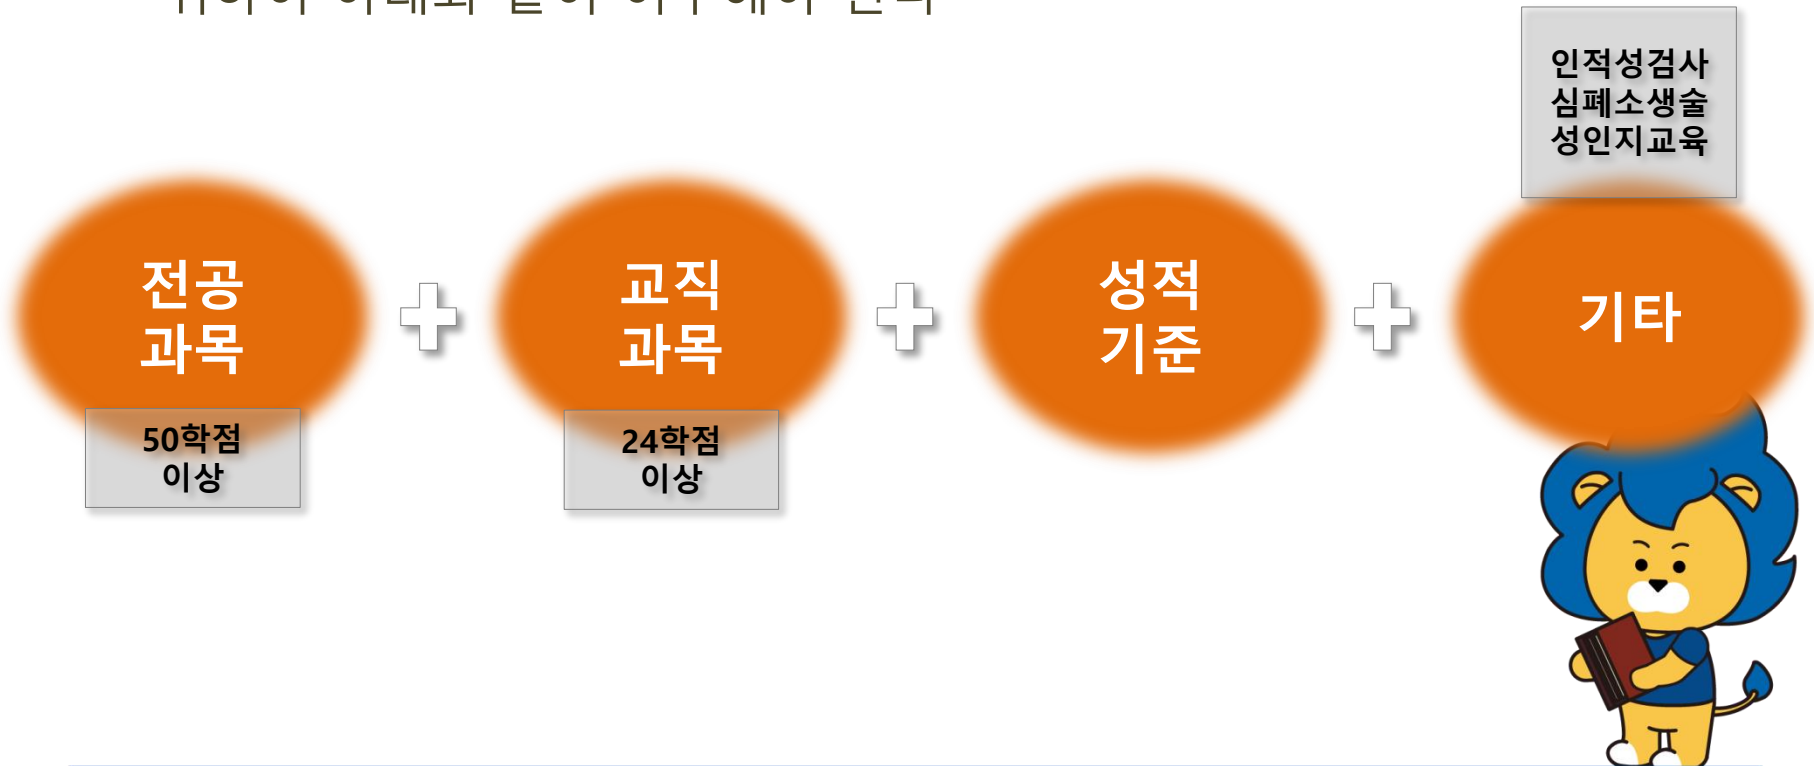 인적성검사
심폐소생술
성인지교육
전공
과목
교직
과목
성적
기준
기타
50학점
이상
24학점
이상